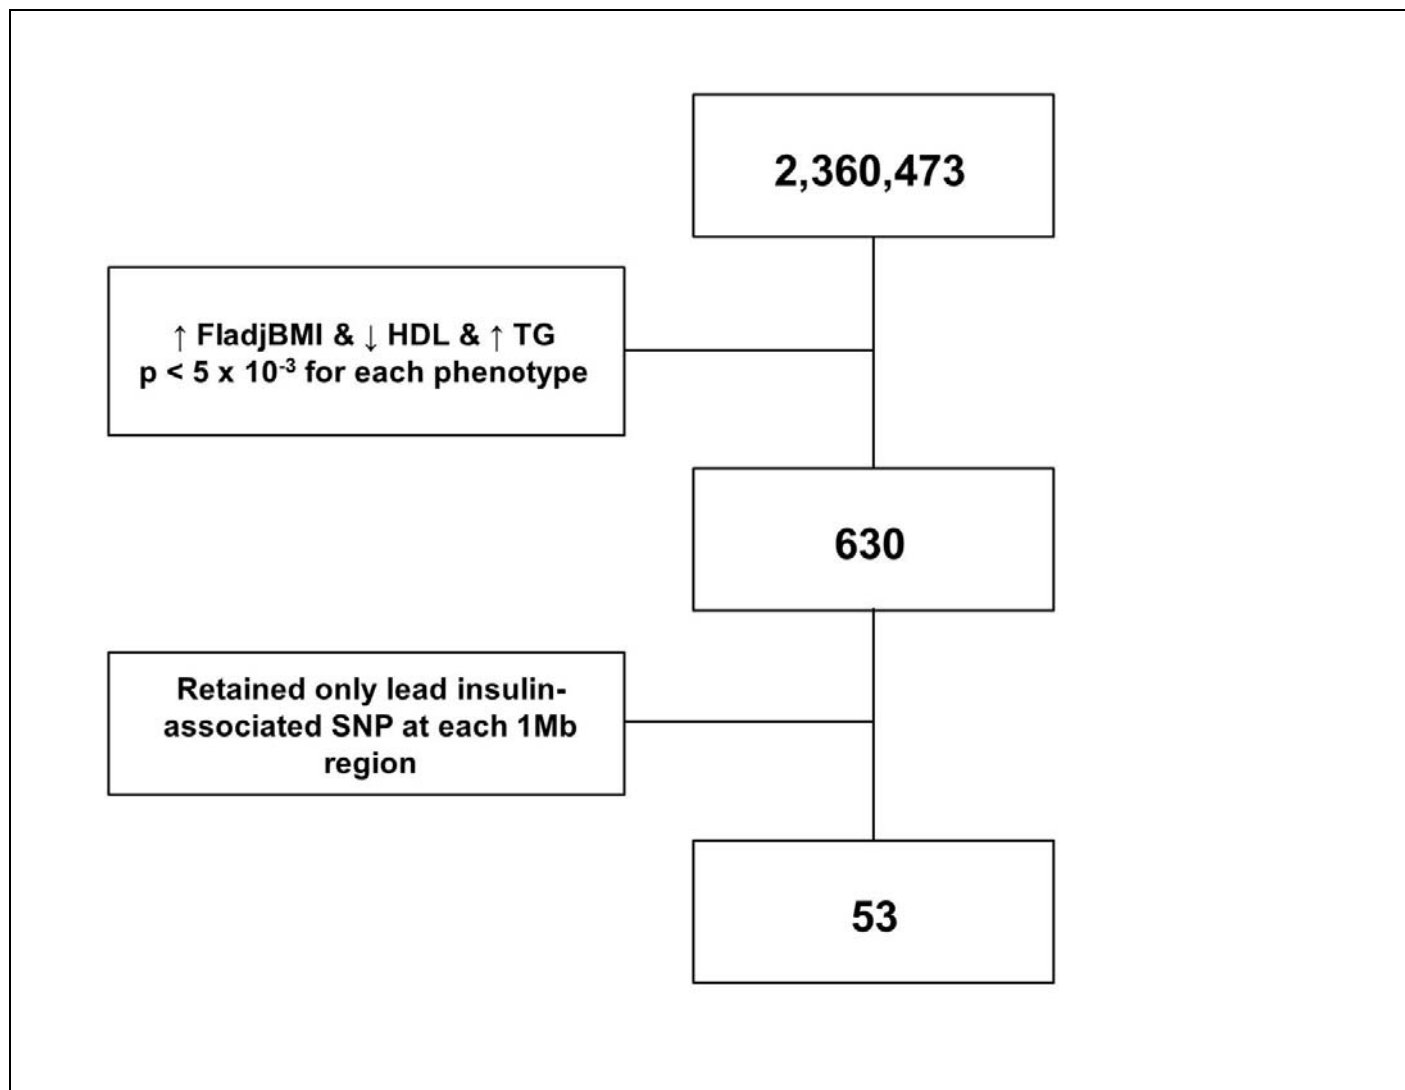 2,360,473
↑ FIadjBMI & ↓ HDL & ↑ TG
p < 5 x 10⁻³ for each phenotype
630
Retained only lead insulin-
associated SNP at each 1Mb
region
53